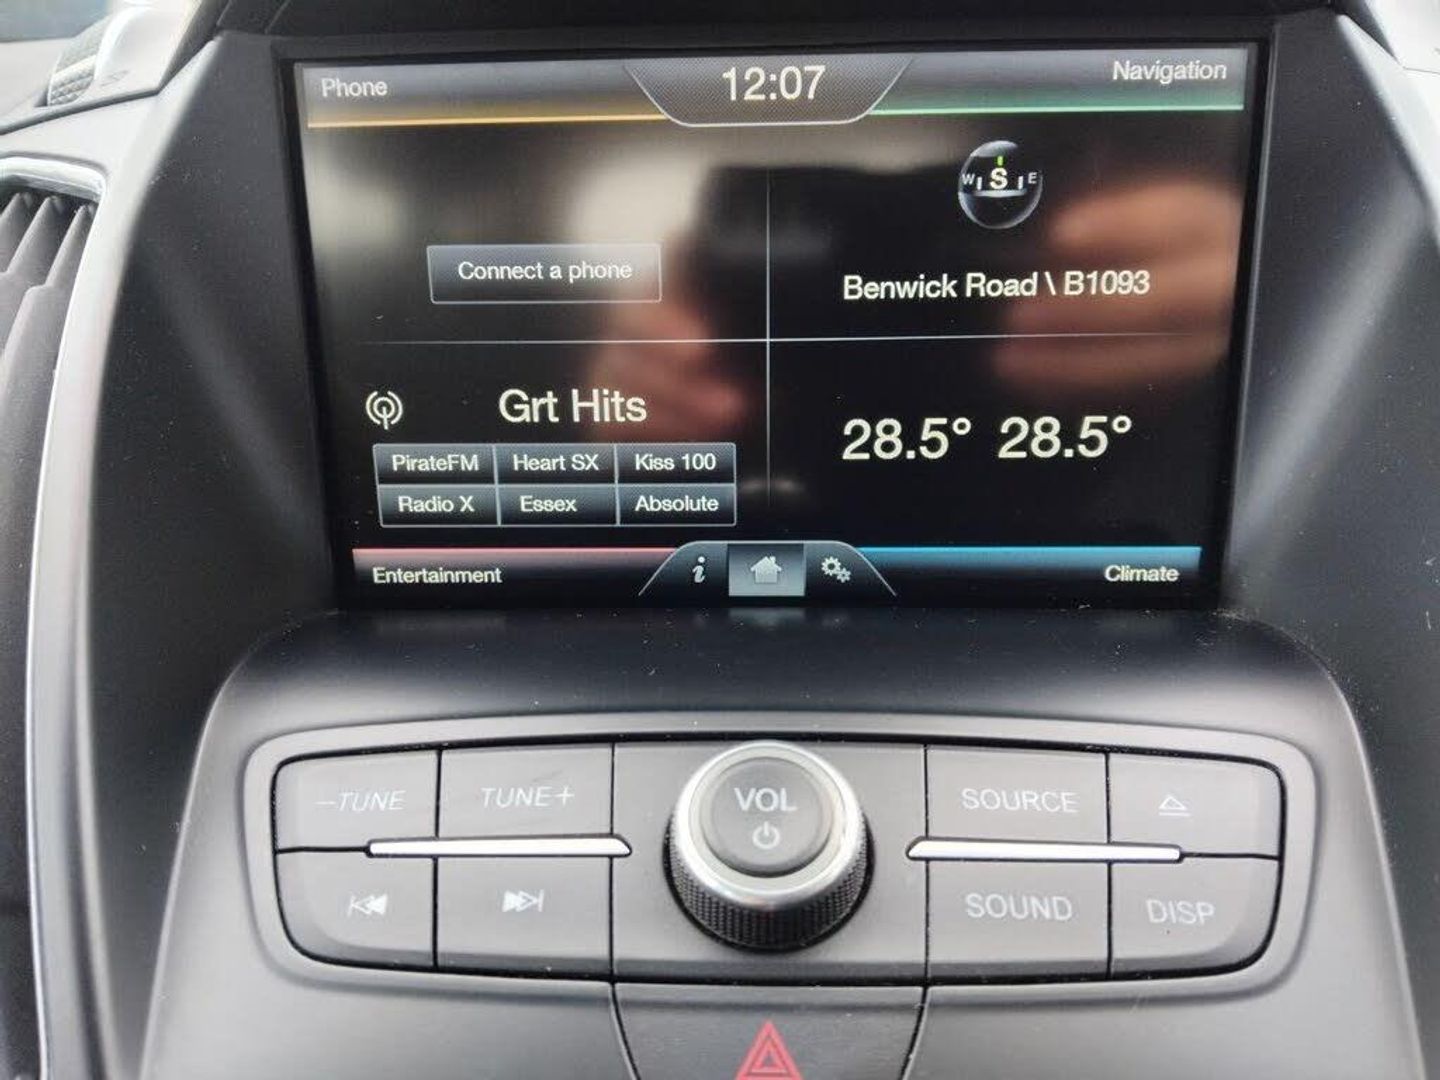 Phone
12:07
Navigation
W S E
Connect a phone
Benwick Road \ B1093
Grt Hits
28.5° 28.5°
PirateFM Heart SX Kiss 100
Radio X Essex Absolute
Entertainment
i
Climate
–TUNE TUNE+
VOL
SOURCE
SOUND
DISP